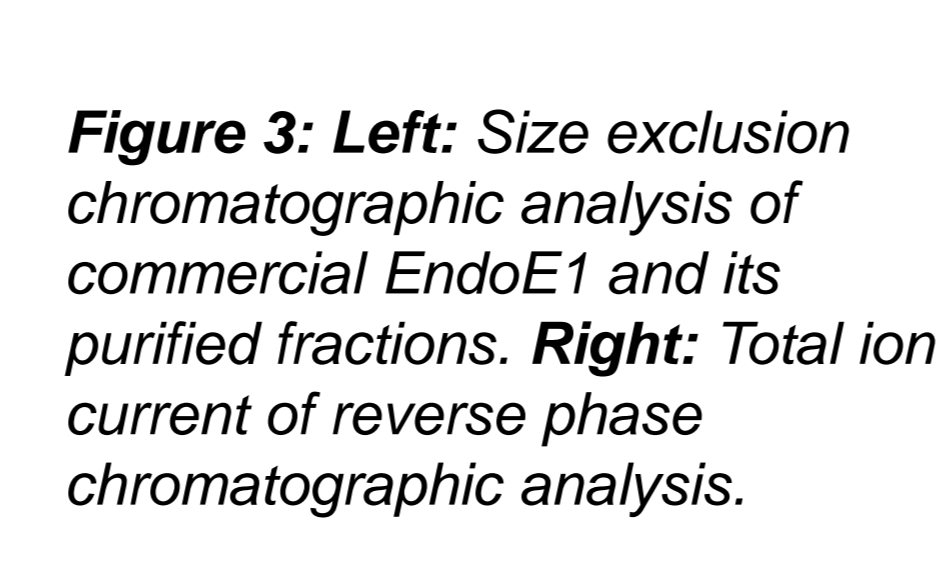 Figure 3: Left: Size exclusion
chromatographic analysis of
commercial EndoE1 and its
purified fractions. Right: Total ion
current of reverse phase
chromatographic analysis.